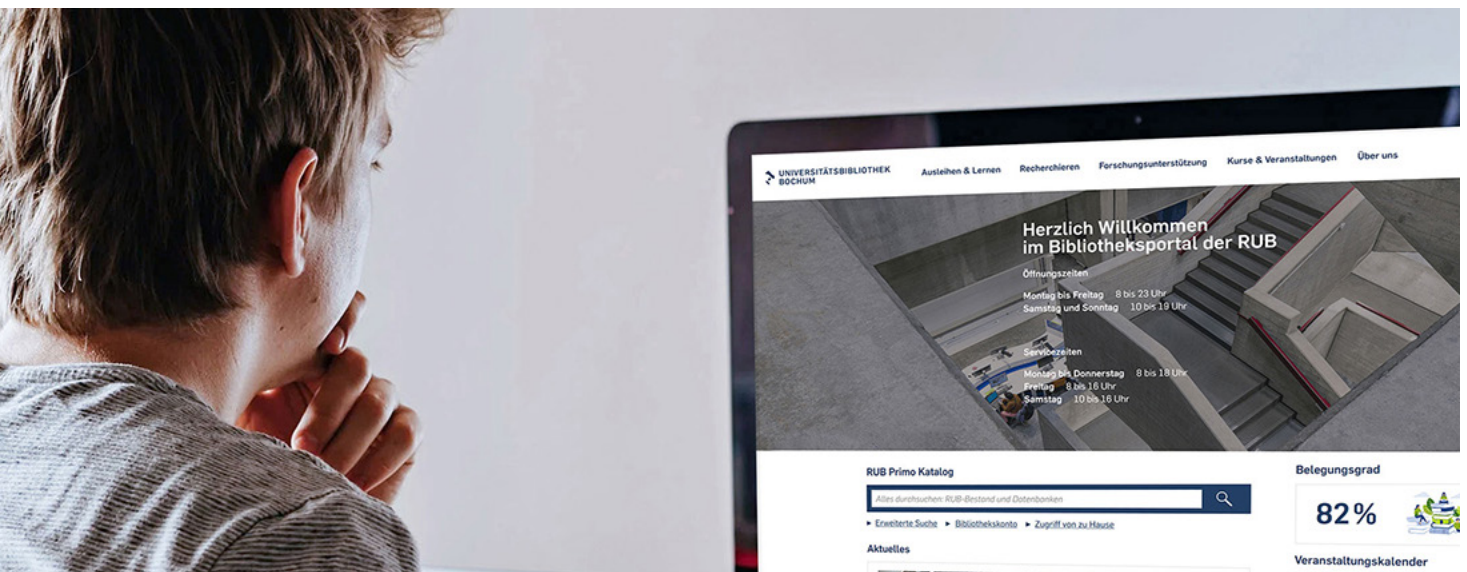 UNIVERSITÄTSBIBLIOTHEK
BOCHUM
Ausleihen & Lernen Recherchieren Forschungsunterstützung Kurse & Veranstaltungen Über uns
Herzlich Willkommen
im Bibliotheksportal der RUB
Öffnungszeiten
Montag bis Freitag 8 bis 23 Uhr
Samstag und Sonntag 10 bis 19 Uhr
Servicezeiten
Montag bis Donnerstag 8 bis 18 Uhr
Freitag 8 bis 16 Uhr
Samstag 10 bis 16 Uhr
RUB Primo Katalog
Alles durchsuchen: RUB-Bestand und Datenbanken
Erweiterte Suche Bibliothekskonto Zugriff von zu Hause
Aktuelles
Belegungsgrad
82%
Veranstaltungskalender